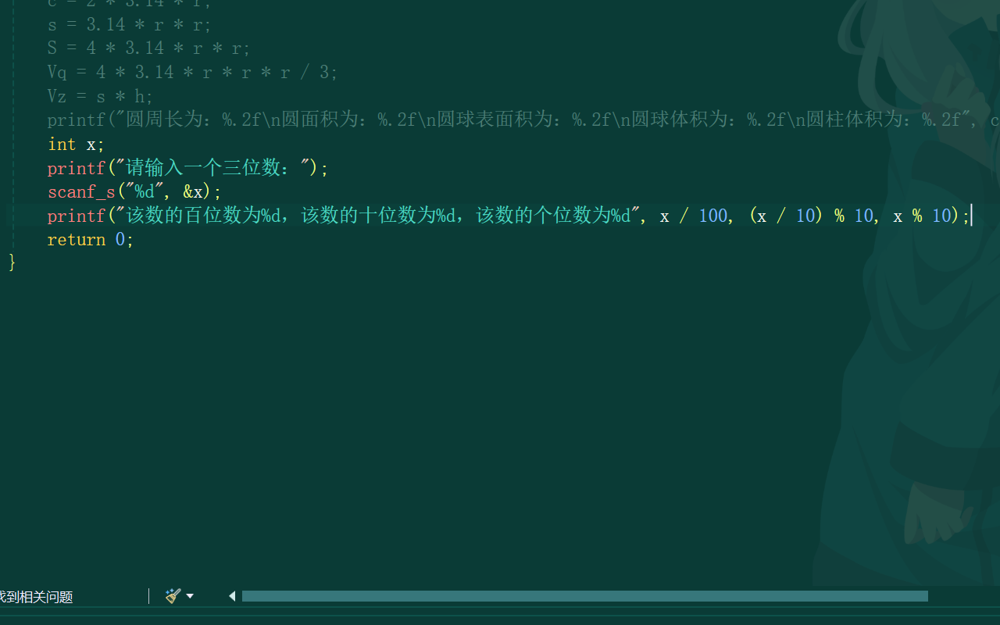 c = 2 * 3.14 * r;
s = 3.14 * r * r;
S = 4 * 3.14 * r * r;
Vq = 4 * 3.14 * r * r * r / 3;
Vz = s * h;
printf("圆周长为：%.2f\n圆面积为：%.2f\n圆球表面积为：%.2f\n圆球体积为：%.2f\n圆柱体积为：%.2f", c
int x;
printf("请输入一个三位数：");
scanf_s("%d", &x);
printf("该数的百位数为%d，该数的十位数为%d，该数的个位数为%d", x / 100, (x / 10) % 10, x % 10);
return 0;
}
找到相关问题